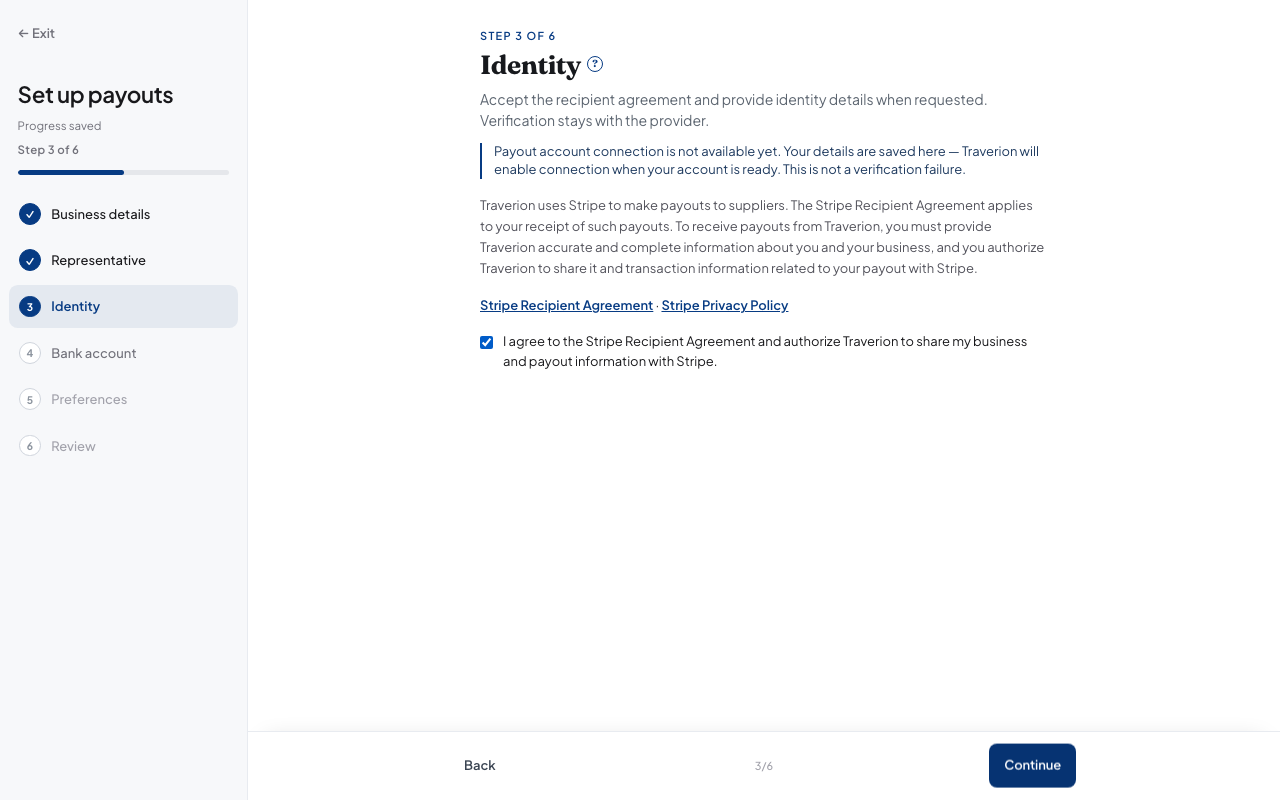 ← Exit
Set up payouts
Progress saved
Step 3 of 6
Business details
Representative
3 Identity
4 Bank account
5 Preferences
6 Review
STEP 3 OF 6
Identity ?
Accept the recipient agreement and provide identity details when requested.
Verification stays with the provider.
Payout account connection is not available yet. Your details are saved here — Traverion will
enable connection when your account is ready. This is not a verification failure.
Traverion uses Stripe to make payouts to suppliers. The Stripe Recipient Agreement applies
to your receipt of such payouts. To receive payouts from Traverion, you must provide
Traverion accurate and complete information about you and your business, and you authorize
Traverion to share it and transaction information related to your payout with Stripe.
Stripe Recipient Agreement · Stripe Privacy Policy
I agree to the Stripe Recipient Agreement and authorize Traverion to share my business
and payout information with Stripe.
Back
3/6
Continue